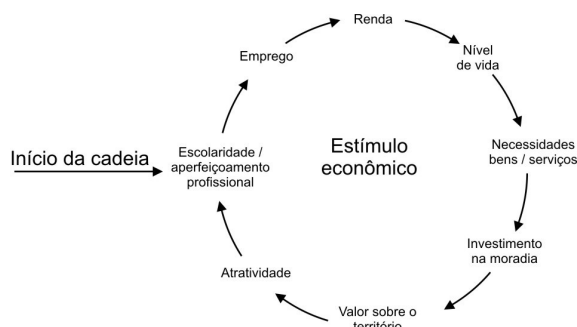 Renda
Nível
de vida
Emprego
Necessidades
bens / serviços
Início da cadeia
Escolaridade /
aperfeiçoamento
profissional
Estímulo
econômico
Investimento
na moradia
Atratividade
Valor sobre o
território